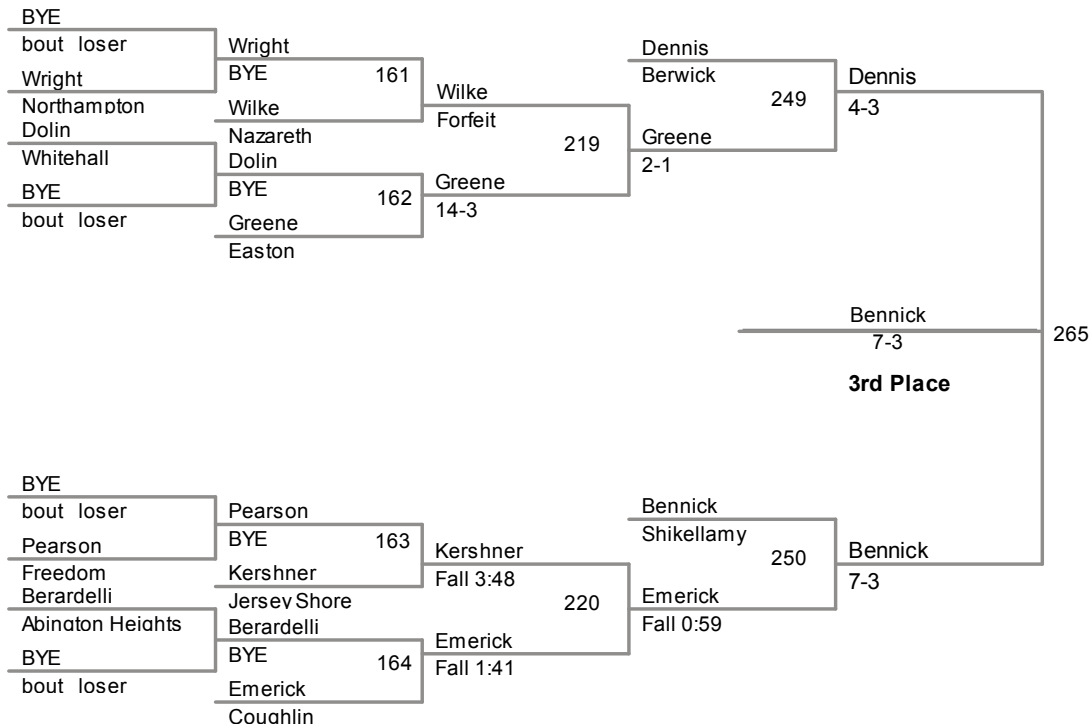 BYE
bout loser
Wright
Northampton
Dolin
Whitehall
BYE
bout loser
Wright
BYE
161
Wilke
Nazareth
Dolin
BYE
162
Greene
Easton
Wilke
Forfeit
219
Greene
14-3
Dennis
Berwick
249
Greene
2-1
Dennis
4-3
Bennick
7-3
265
3rd Place
BYE
bout loser
Pearson
Freedom
Berardelli
Abington Heights
BYE
bout loser
Pearson
BYE
163
Kershner
Jersey Shore
Berardelli
BYE
164
Emerick
Coughlin
Kershner
Fall 3:48
220
Emerick
Fall 1:41
Bennick
Shikellamy
250
Emerick
Fall 0:59
Bennick
7-3